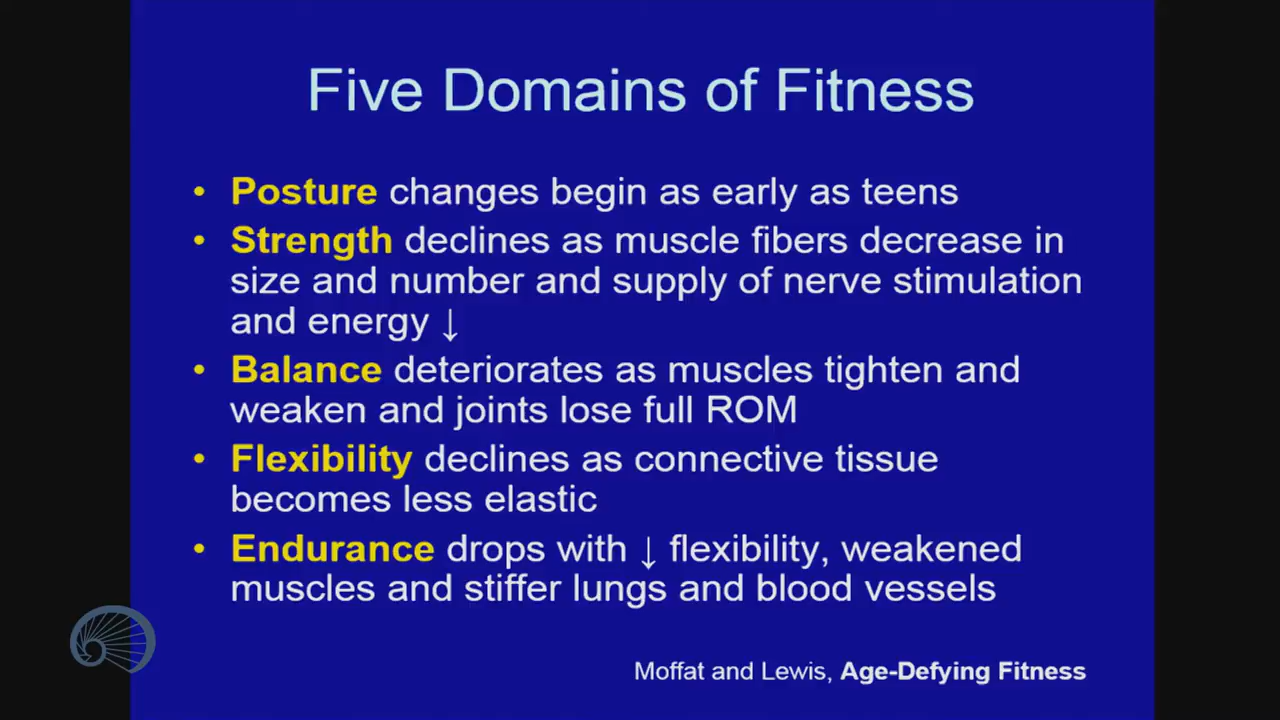 Five Domains of Fitness
• Posture changes begin as early as teens
• Strength declines as muscle fibers decrease in
size and number and supply of nerve stimulation
and energy ↓
• Balance deteriorates as muscles tighten and
weaken and joints lose full ROM
• Flexibility declines as connective tissue
becomes less elastic
• Endurance drops with ↓ flexibility, weakened
muscles and stiffer lungs and blood vessels
Moffat and Lewis, Age-Defying Fitness